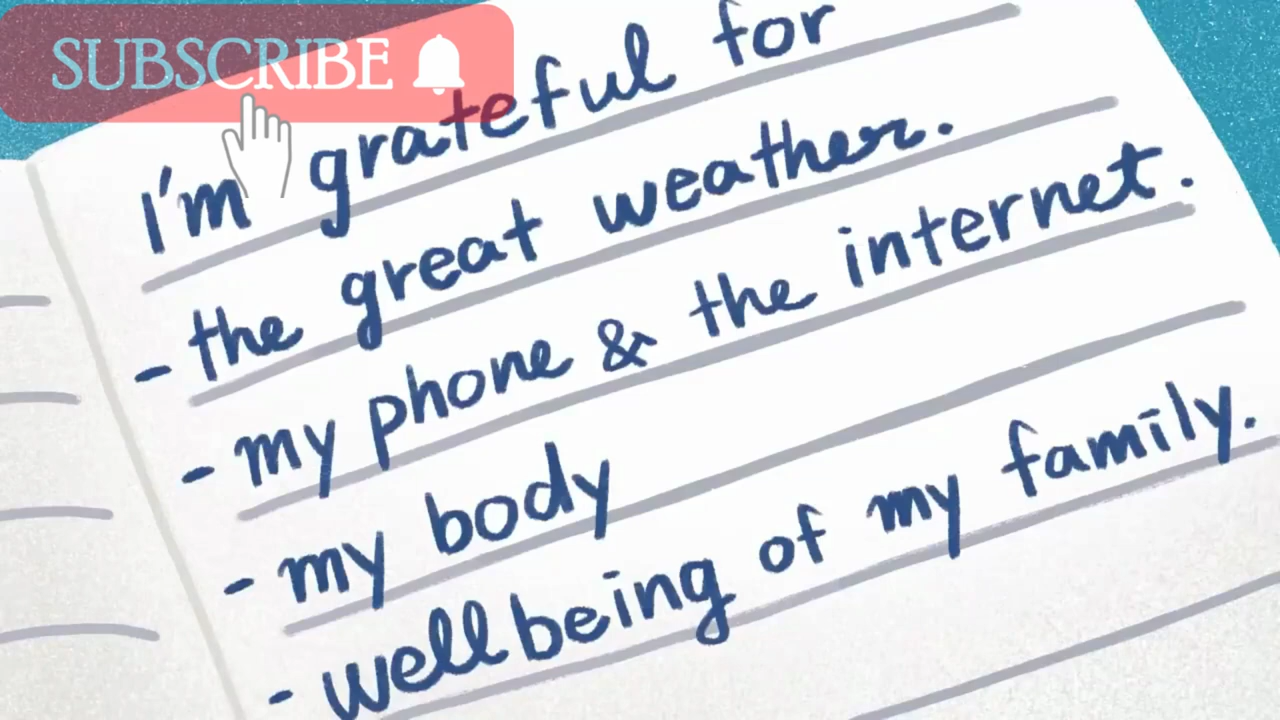 SUBSCRIBE
I'm grateful for
- the great weather.
- my phone & the internet.
- my body
- wellbeing of my family.